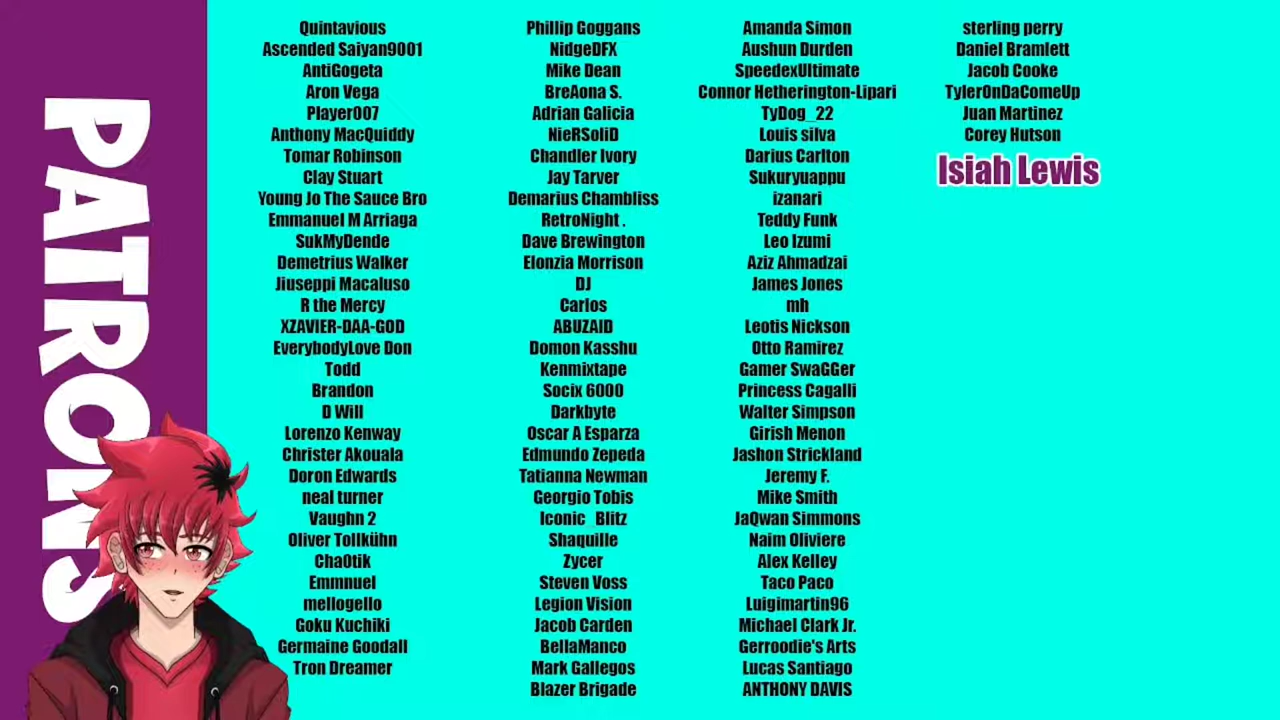 PATRONS
Quintavious
Ascended Saiyan9001
AntiGogeta
Aron Vega
Player007
Anthony MacQuiddy
Tomar Robinson
Clay Stuart
Young Jo The Sauce Bro
Emmanuel M Arriaga
SukMyDende
Demetrius Walker
Jiuseppi Macaluso
R the Mercy
XZAVIER-DAA-GOD
EverybodyLove Don
Todd
Brandon
D Will
Lorenzo Kenway
Christer Akouala
Doron Edwards
neal turner
Vaughn 2
Oliver Tollkühn
Cha0tik
Emmnuel
mellogello
Goku Kuchiki
Germaine Goodall
Tron Dreamer
Phillip Goggans
NidgeDFX
Mike Dean
BreAona S.
Adrian Galicia
NieRSoliD
Chandler Ivory
Jay Tarver
Demarius Chambliss
RetroNight .
Dave Brewington
Elonzia Morrison
DJ
Carlos
ABUZAID
Domon Kasshu
Kenmixtape
Socix 6000
Darkbyte
Oscar A Esparza
Edmundo Zepeda
Tatianna Newman
Georgio Tobis
Iconic_Blitz
Shaquille
Zycer
Steven Voss
Legion Vision
Jacob Carden
BellaManco
Mark Gallegos
Blazer Brigade
Amanda Simon
Aushun Durden
SpeedexUltimate
Connor Hetherington-Lipari
TyDog_22
Louis silva
Darius Carlton
Sukuryuappu
izanari
Teddy Funk
Leo Izumi
Aziz Ahmadzai
James Jones
mh
Leotis Nickson
Otto Ramirez
Gamer SwaGGer
Princess Cagalli
Walter Simpson
Girish Menon
Jashon Strickland
Jeremy F.
Mike Smith
JaQwan Simmons
Naim Oliviere
Alex Kelley
Taco Paco
Luigimartin96
Michael Clark Jr.
Gerroodie's Arts
Lucas Santiago
ANTHONY DAVIS
sterling perry
Daniel Bramlett
Jacob Cooke
TylerOnDaComeUp
Juan Martinez
Corey Hutson
Isiah Lewis